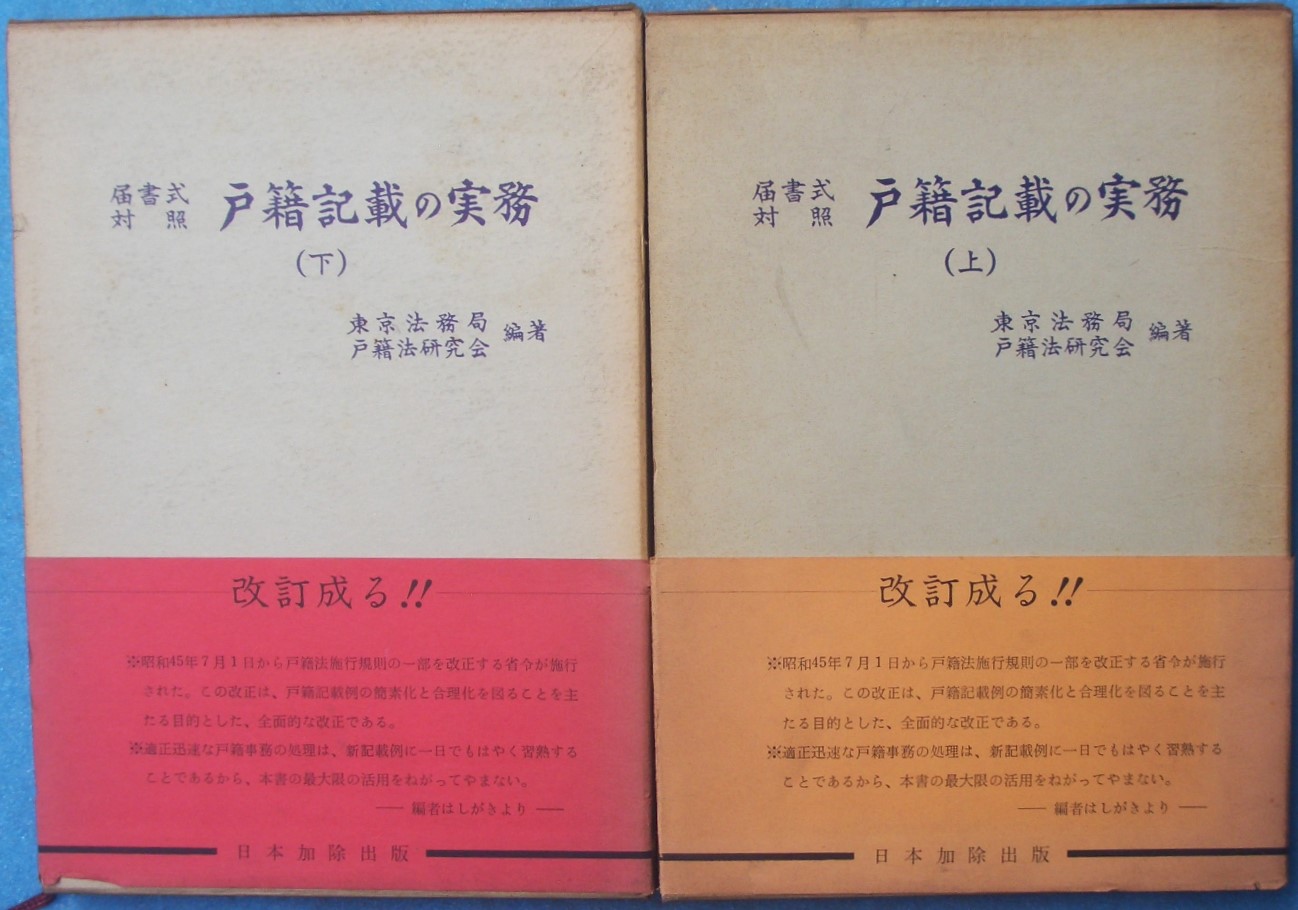 届書式
対照
戸籍記載の実務
(下)
東京法務局
戸籍法研究会
編著
改訂成る!!
※昭和45年7月1日から戸籍法施行規則の一部を改正する省令が施行
された。この改正は、戸籍記載例の簡素化と合理化を図ることを主
たる目的とした、全面的な改正である。
※適正迅速な戸籍事務の処理は、新記載例に一日でもはやく習熟する
ことであるから、本書の最大限の活用をねがってやまない。
── 編者はしがきより ──
日本加除出版
届書式
対照
戸籍記載の実務
(上)
東京法務局
戸籍法研究会
編著
改訂成る!!
※昭和45年7月1日から戸籍法施行規則の一部を改正する省令が施行
された。この改正は、戸籍記載例の簡素化と合理化を図ることを主
たる目的とした、全面的な改正である。
※適正迅速な戸籍事務の処理は、新記載例に一日でもはやく習熟する
ことであるから、本書の最大限の活用をねがってやまない。
── 編者はしがきより ──
日本加除出版